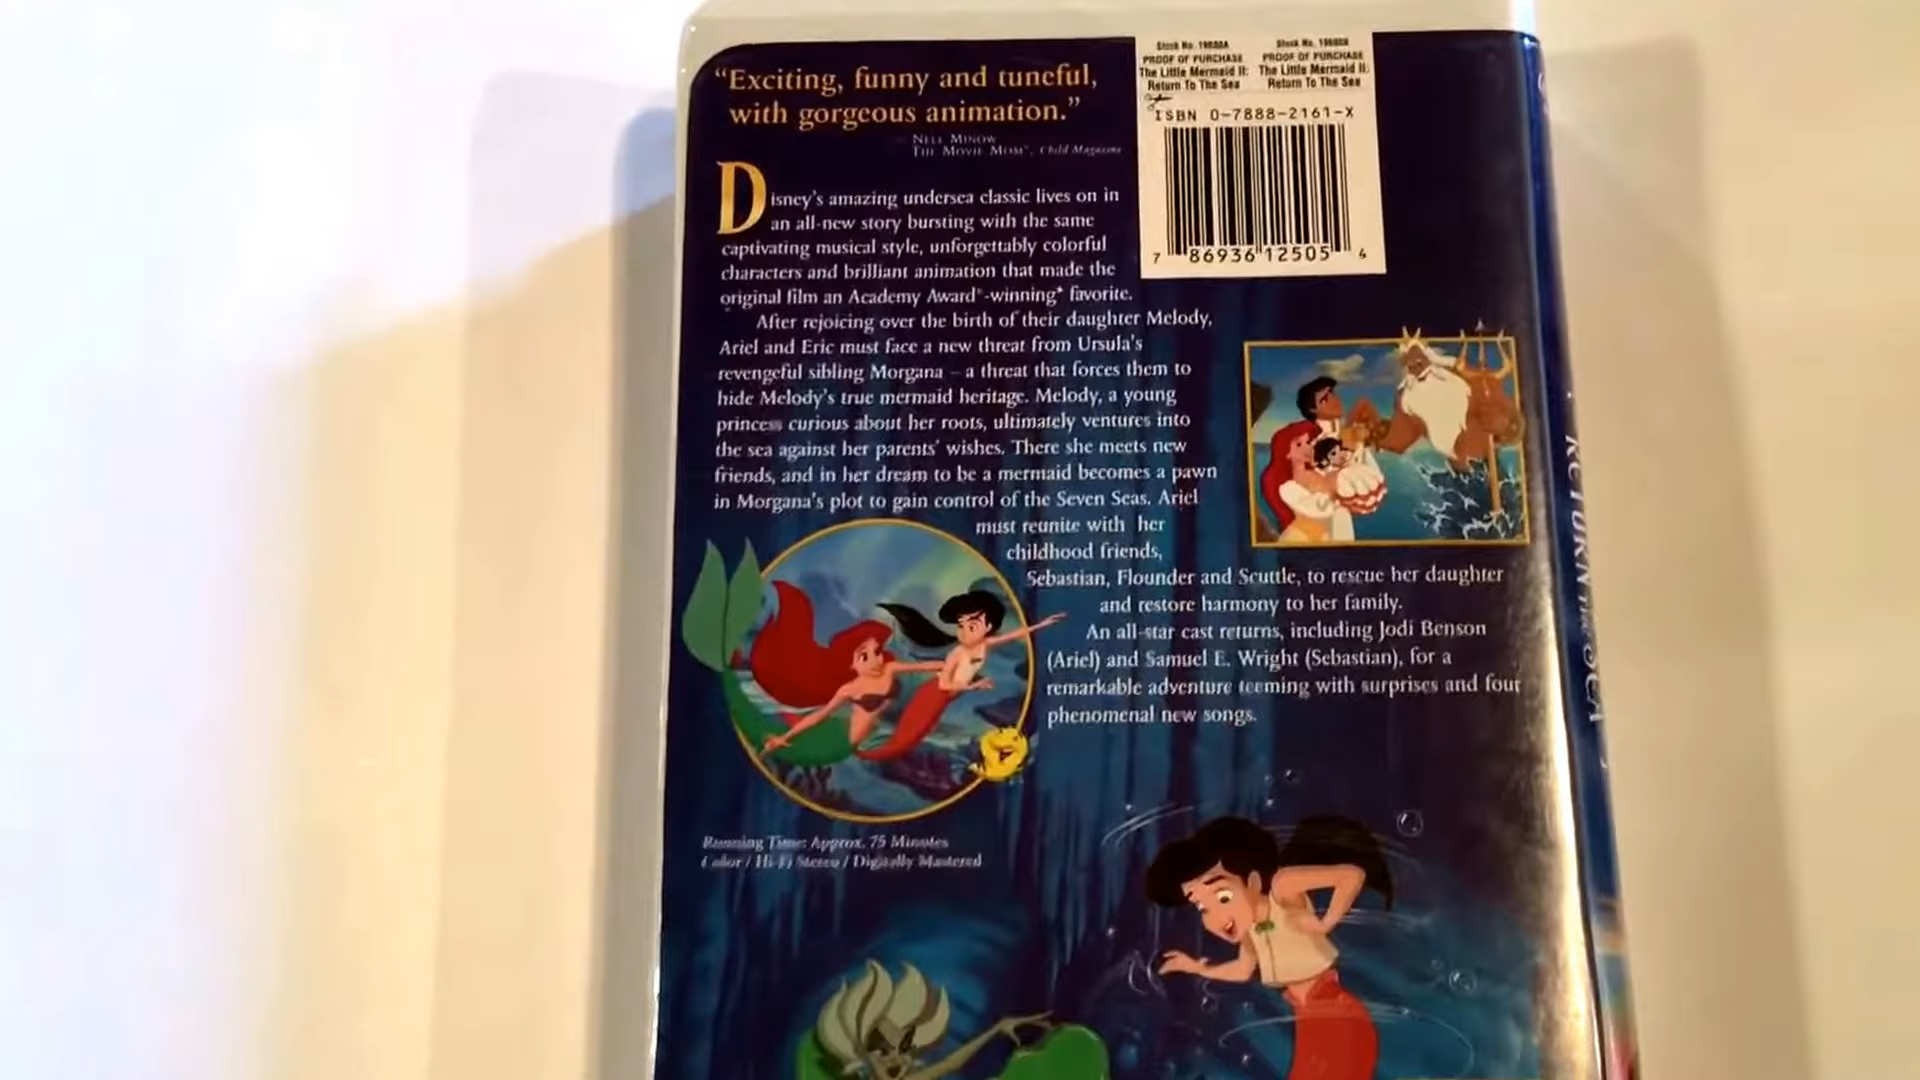 "Exciting, funny and tuneful,
with gorgeous animation."
NELL MINOW
THE MOVIE MOM™, Child Magazine
Stock No. 19680A
PROOF OF PURCHASE
The Little Mermaid II:
Return To The Sea
Stock No. 19680B
PROOF OF PURCHASE
The Little Mermaid II:
Return To The Sea
ISBN 0-7888-2161-X
7 86936 12505 4
Disney's amazing undersea classic lives on in
an all-new story bursting with the same
captivating musical style, unforgettably colorful
characters and brilliant animation that made the
original film an Academy Award®-winning* favorite.
After rejoicing over the birth of their daughter Melody,
Ariel and Eric must face a new threat from Ursula's
revengeful sibling Morgana – a threat that forces them to
hide Melody's true mermaid heritage. Melody, a young
princess curious about her roots, ultimately ventures into
the sea against her parents' wishes. There she meets new
friends, and in her dream to be a mermaid becomes a pawn
in Morgana's plot to gain control of the Seven Seas. Ariel
must reunite with her
childhood friends,
Sebastian, Flounder and Scuttle, to rescue her daughter
and restore harmony to her family.
An all-star cast returns, including Jodi Benson
(Ariel) and Samuel E. Wright (Sebastian), for a
remarkable adventure teeming with surprises and four
phenomenal new songs.
Running Time: Approx. 75 Minutes
Color / Hi-Fi Stereo / Digitally Mastered
RETURN TO THE SEA